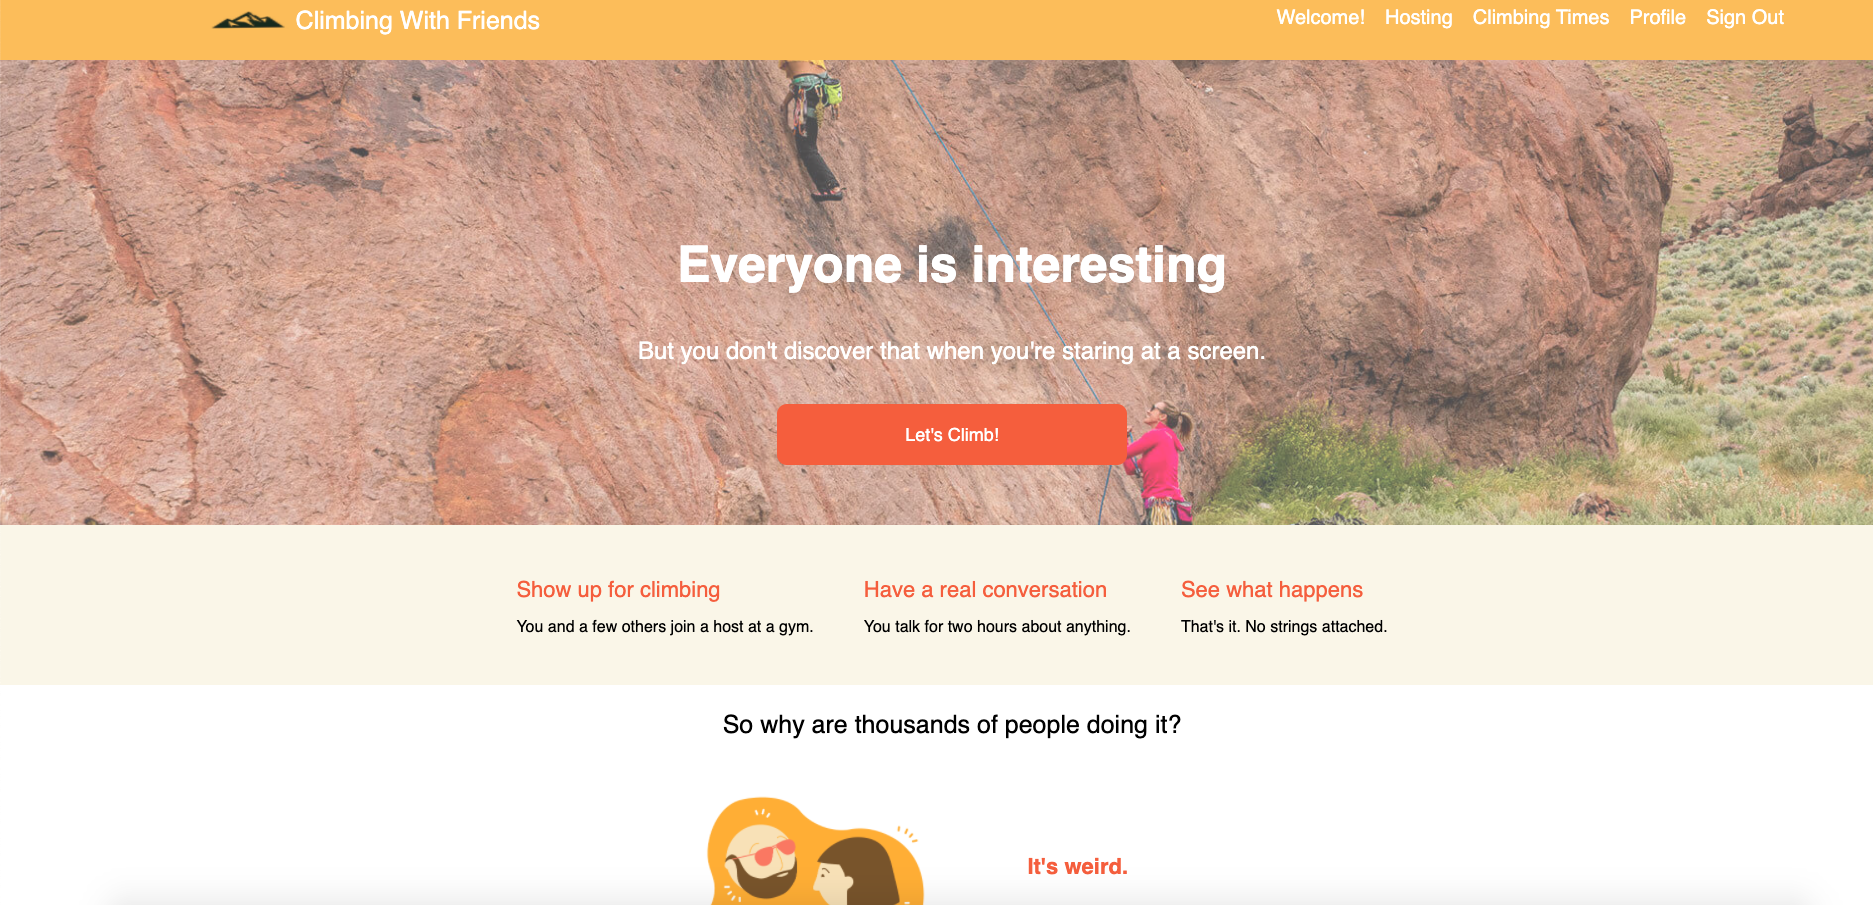 Climbing With Friends
Welcome! Hosting Climbing Times Profile Sign Out
Everyone is interesting
But you don't discover that when you're staring at a screen.
Let's Climb!
Show up for climbing
You and a few others join a host at a gym.
Have a real conversation
You talk for two hours about anything.
See what happens
That's it. No strings attached.
So why are thousands of people doing it?
It's weird.